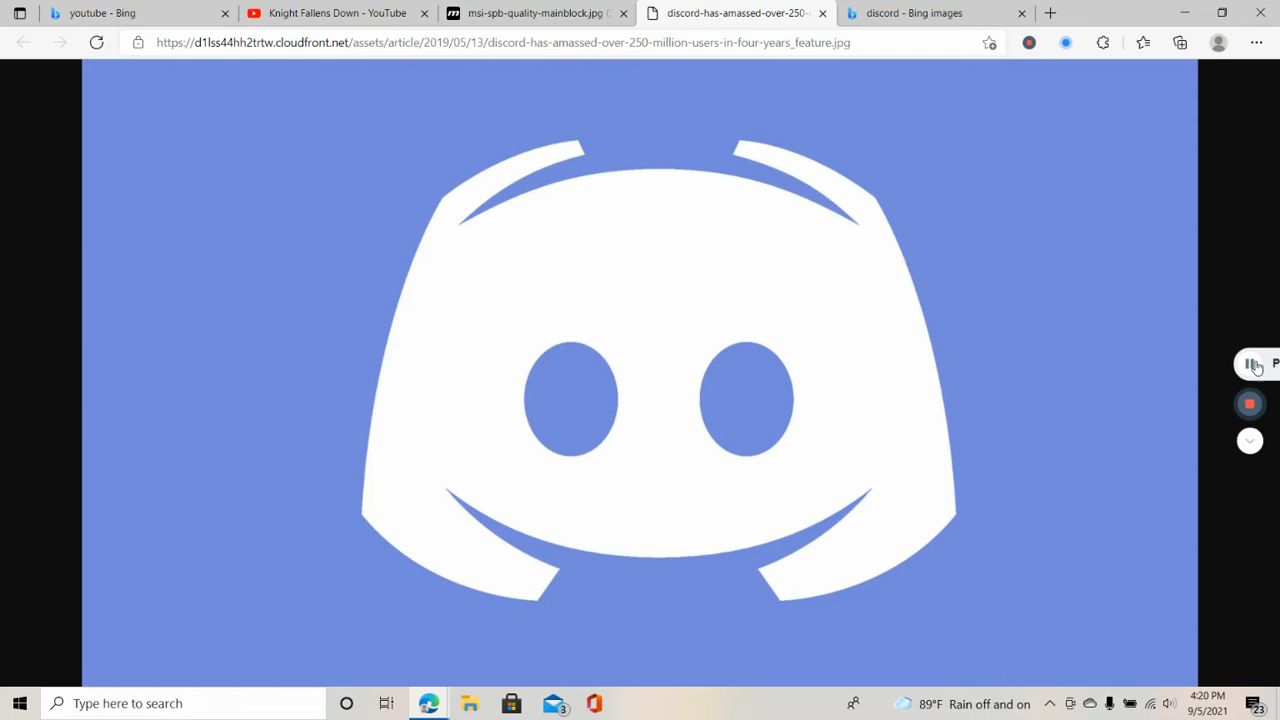 youtube - Bing
Knight Fallens Down - YouTube
msi-spb-quality-mainblock.jpg (
discord-has-amassed-over-250-
discord - Bing images
https://d1lss44hh2trtw.cloudfront.net/assets/article/2019/05/13/discord-has-amassed-over-250-million-users-in-four-years_feature.jpg
P
Type here to search
3
89°F Rain off and on
4:20 PM
9/5/2021
23